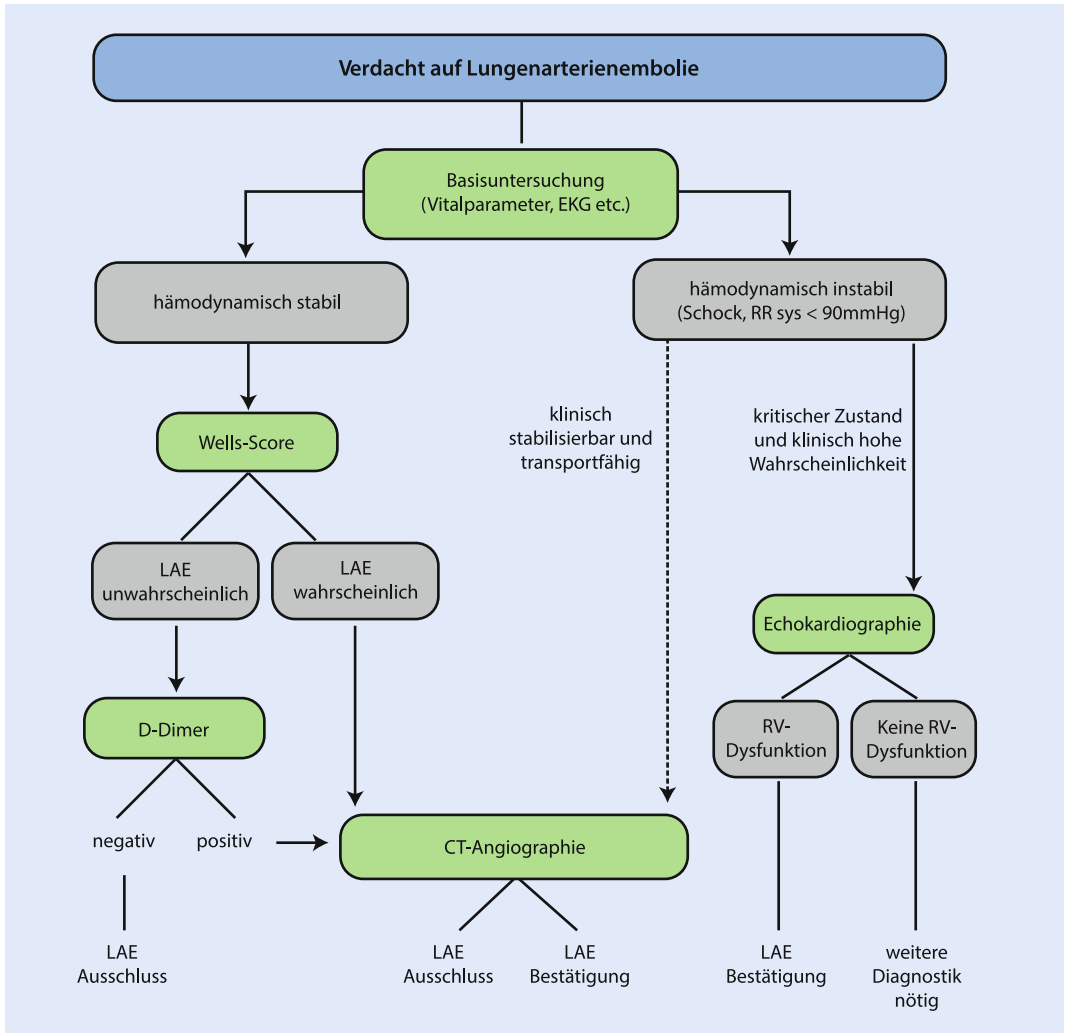 Verdacht auf Lungenarterienembolie
Basisuntersuchung
(Vitalparameter, EKG etc.)
hämodynamisch stabil
hämodynamisch instabil
(Schock, RR sys < 90mmHg)
Wells-Score
klinisch
stabilisierbar und
transportfähig
kritischer Zustand
und klinisch hohe
Wahrscheinlichkeit
LAE
unwahrscheinlich
LAE
wahrscheinlich
Echokardiographie
D-Dimer
RV-
Dysfunktion
Keine RV-
Dysfunktion
negativ
positiv
CT-Angiographie
LAE
Ausschluss
LAE
Ausschluss
LAE
Bestätigung
LAE
Bestätigung
weitere
Diagnostik
nötig